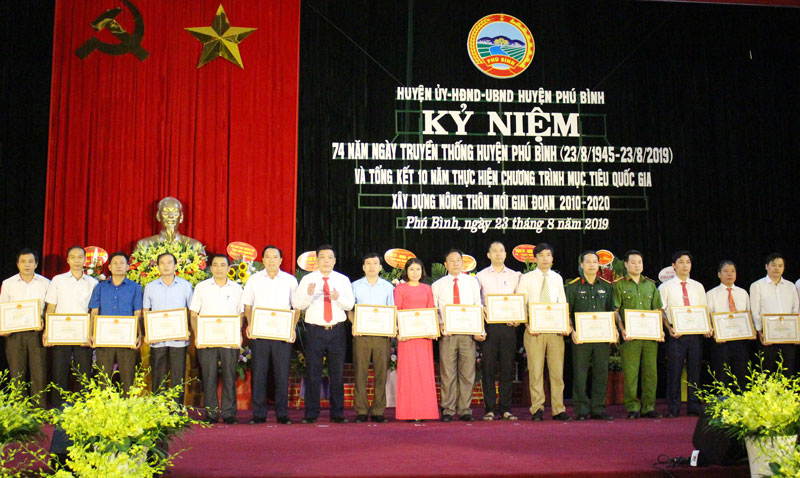 PHÚ BÌNH
HUYỆN ỦY-HĐND-UBND HUYỆN PHÚ BÌNH
KỶ NIỆM
74 NĂM NGÀY TRUYỀN THỐNG HUYỆN PHÚ BÌNH (23/8/1945-23/8/2019)
VÀ TỔNG KẾT 10 NĂM THỰC HIỆN CHƯƠNG TRÌNH MỤC TIÊU QUỐC GIA
XÂY DỰNG NÔNG THÔN MỚI GIAI ĐOẠN 2010-2020
Phú Bình, ngày 23 tháng 8 năm 2019